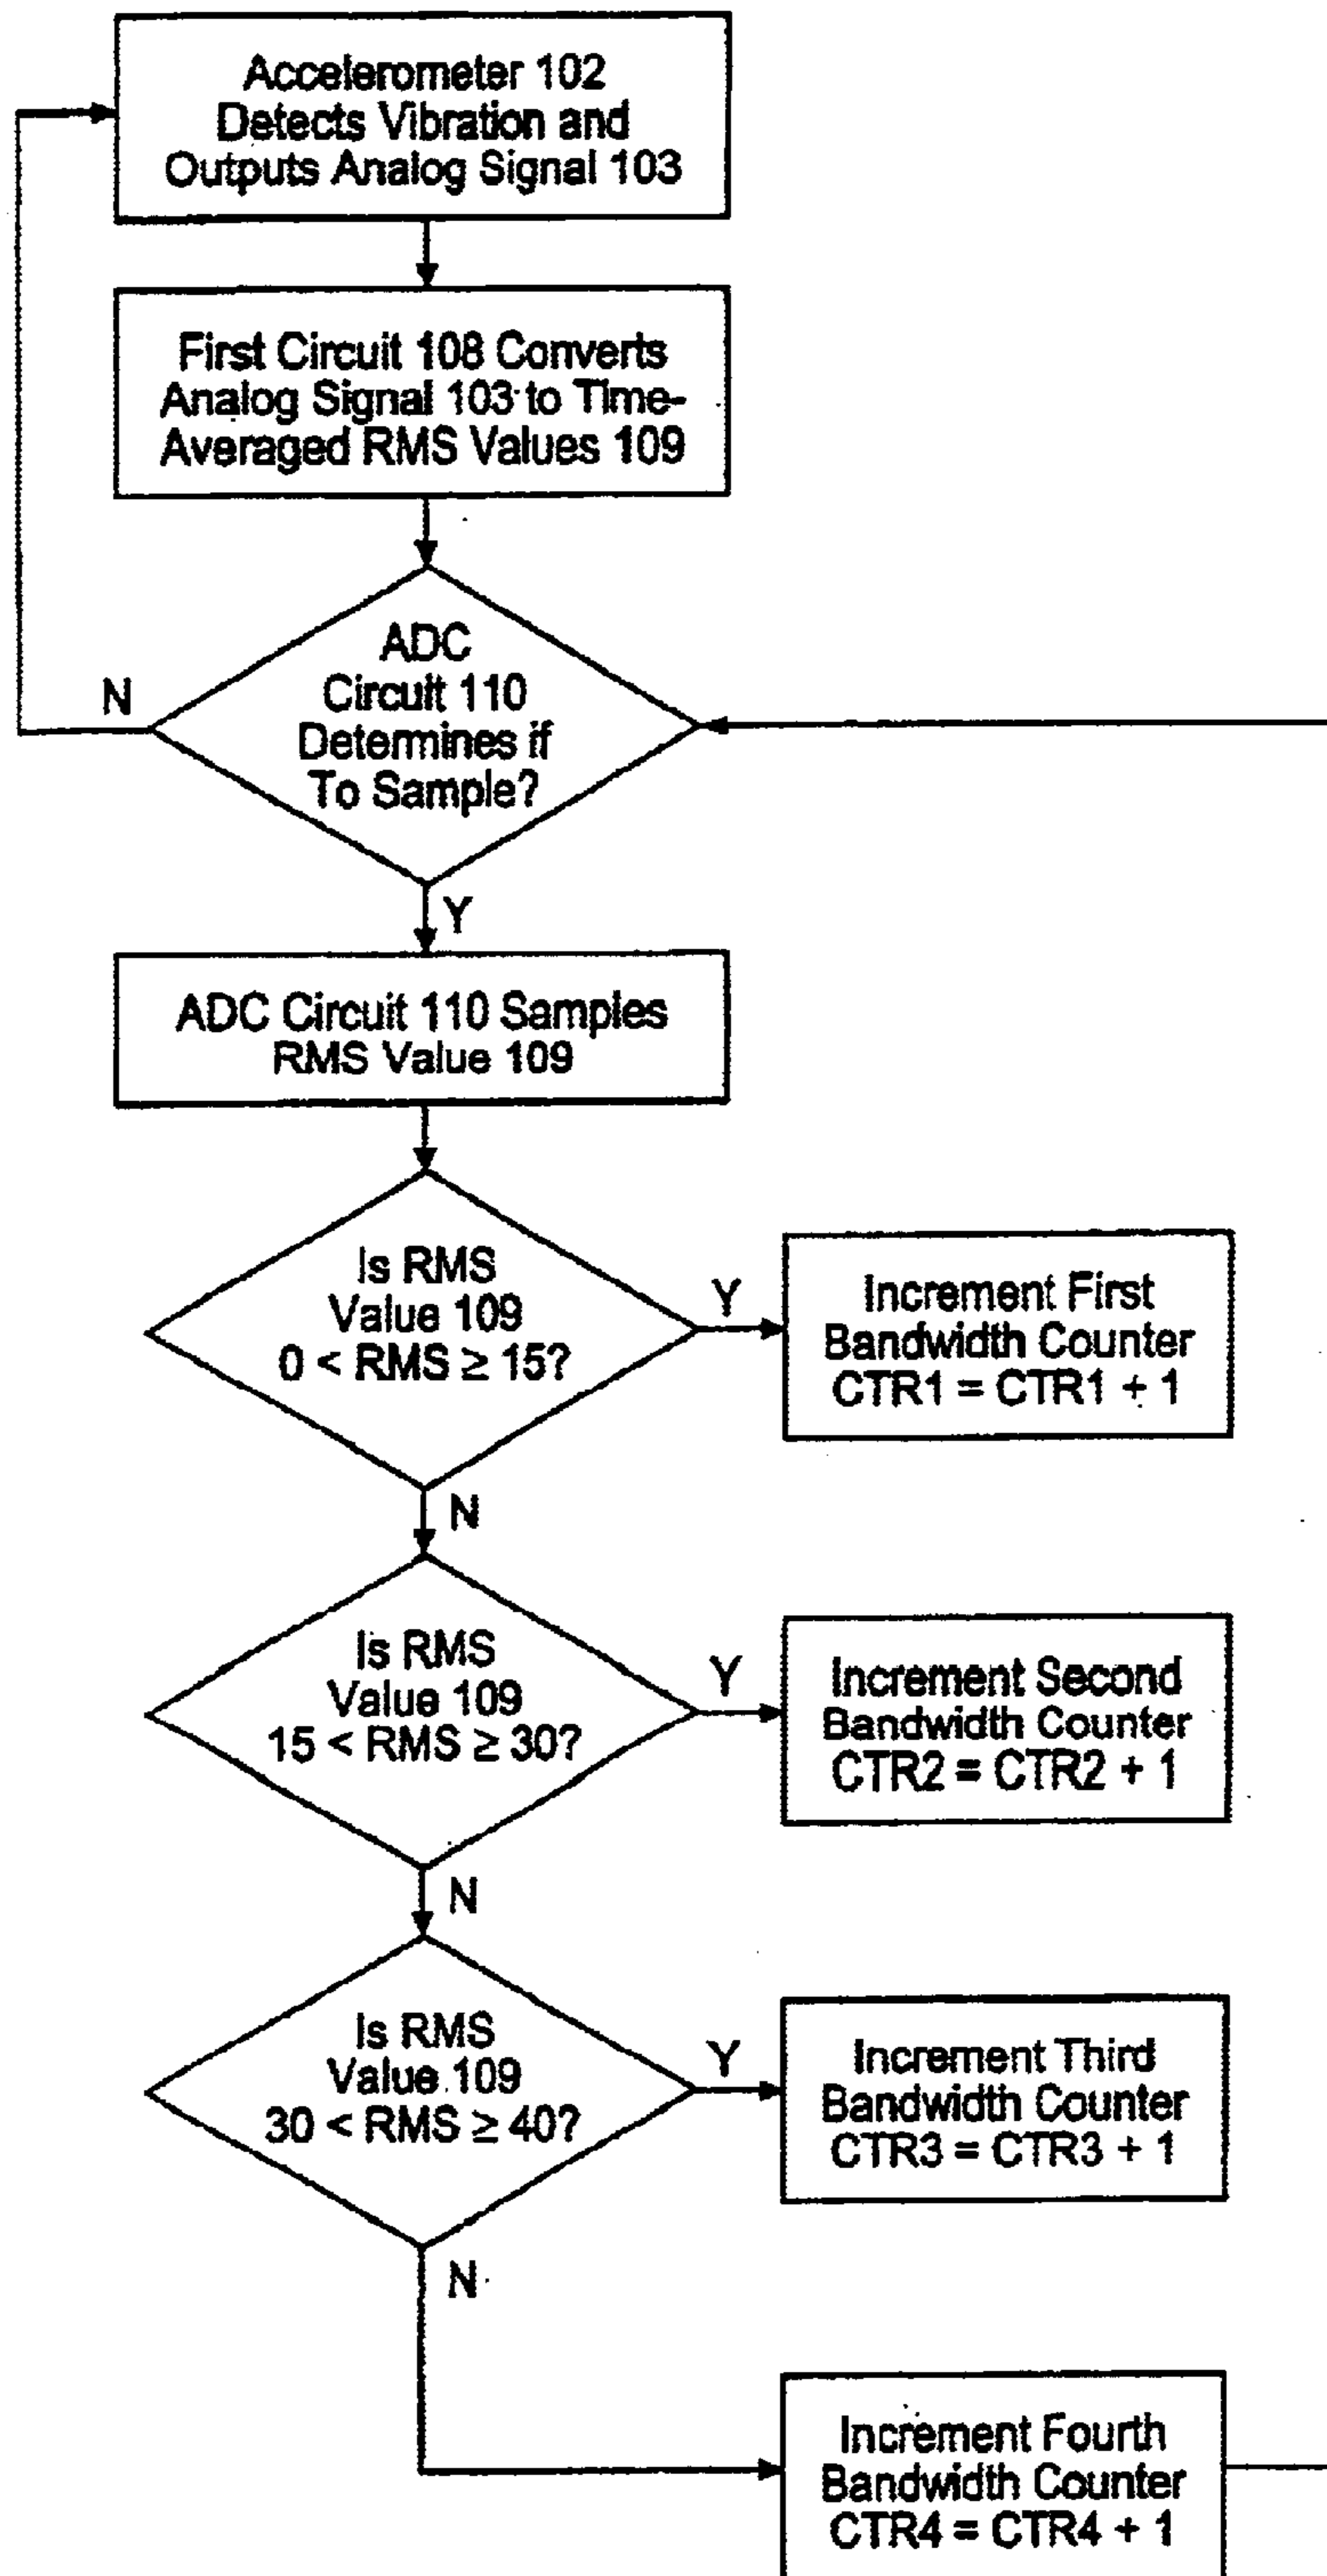 Accelerometer 102
Detects Vibration and
Outputs Analog Signal 103
First Circuit 108 Converts
Analog Signal 103 to Time-
Averaged RMS Values 109
ADC
Circuit 110
Determines if
To Sample?
N
Y
ADC Circuit 110 Samples
RMS Value 109
Is RMS
Value 109
0 < RMS ≥ 15?
Y
Increment First
Bandwidth Counter
CTR1 = CTR1 + 1
N
Is RMS
Value 109
15 < RMS ≥ 30?
Y
Increment Second
Bandwidth Counter
CTR2 = CTR2 + 1
N
Is RMS
Value 109
30 < RMS ≥ 40?
Y
Increment Third
Bandwidth Counter
CTR3 = CTR3 + 1
N
Increment Fourth
Bandwidth Counter
CTR4 = CTR4 + 1